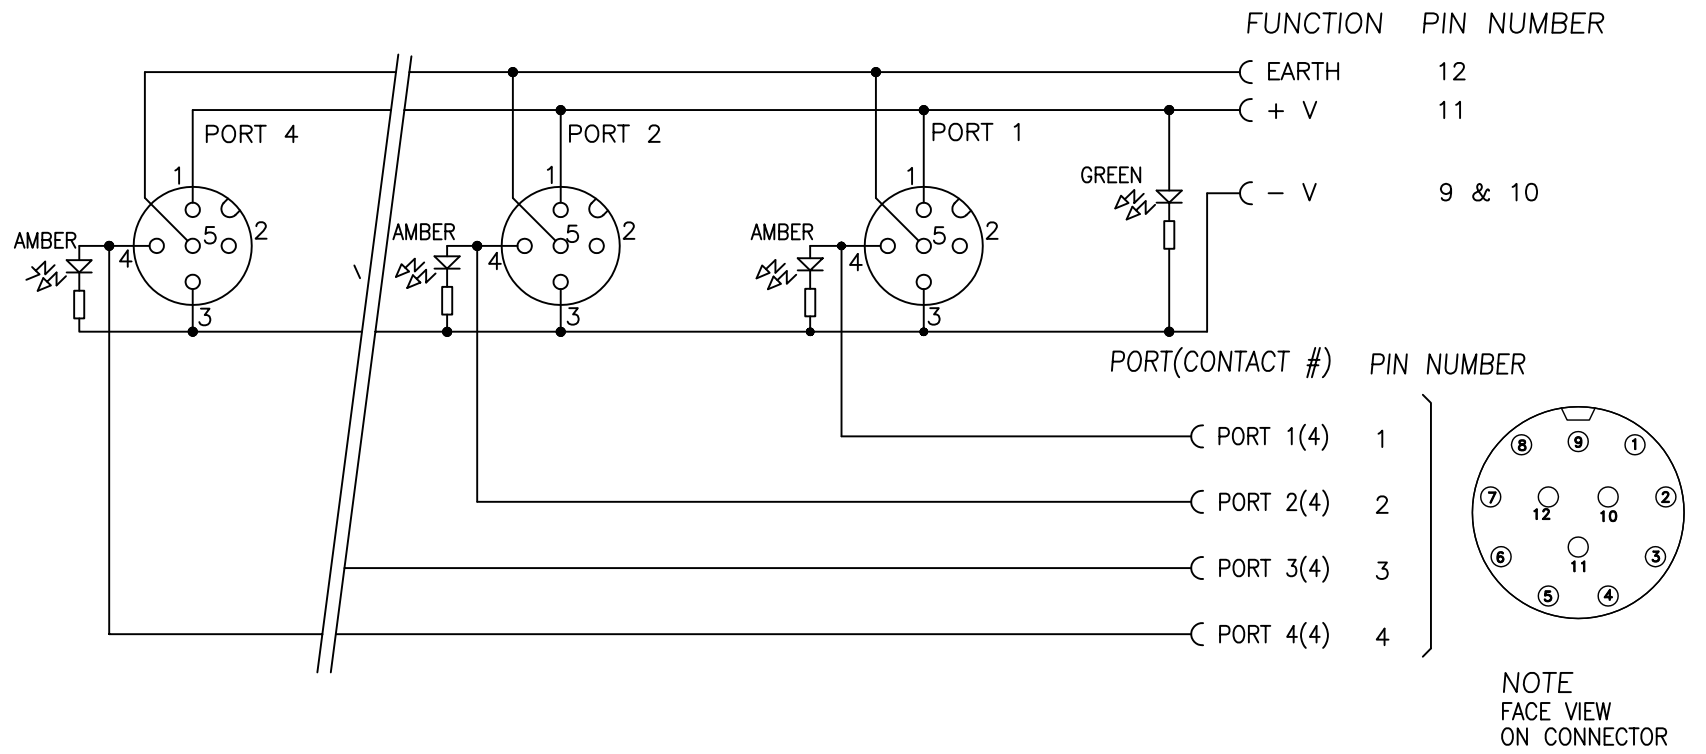 FUNCTION PIN NUMBER
EARTH 12
+ V 11
PORT 4 PORT 2 PORT 1
1 1 1 GREEN
− V 9 & 10
AMBER 4 5 2 AMBER 4 5 2 AMBER 4 5 2
3 3 3
PORT(CONTACT #) PIN NUMBER
PORT 1(4) 1
PORT 2(4) 2
PORT 3(4) 3
PORT 4(4) 4
8 9 1
7 12 10 2
6 11 3
5 4
NOTE
FACE VIEW
ON CONNECTOR